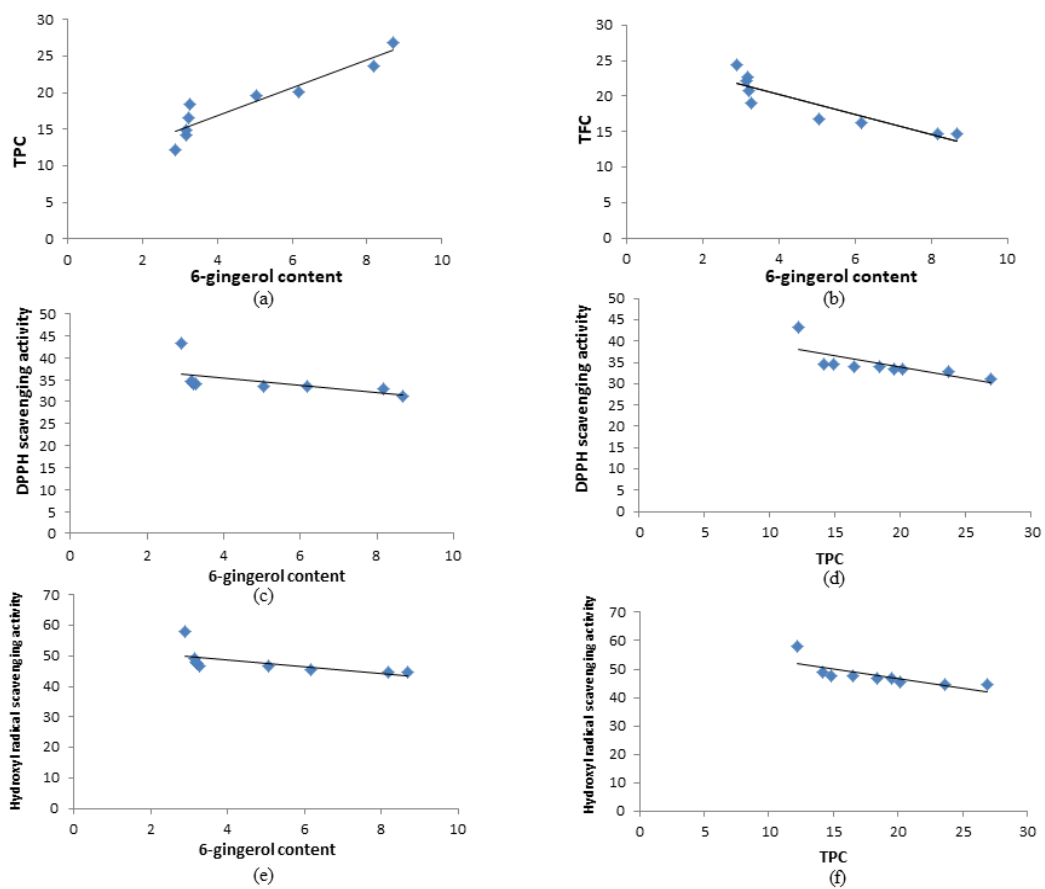 30
25
20
15
10
5
0
TPC
0 2 4 6 8 10
6-gingerol content
(a)
30
25
20
15
10
5
0
TFC
0 2 4 6 8 10
6-gingerol content
(b)
50
45
40
35
30
25
20
15
10
5
0
DPPH scavenging activity
0 2 4 6 8 10
6-gingerol content
(c)
50
45
40
35
30
25
20
15
10
5
0
DPPH scavenging activity
0 5 10 15 20 25 30
TPC
(d)
70
60
50
40
30
20
10
0
Hydroxyl radical scavenging activity
0 2 4 6 8 10
6-gingerol content
(e)
70
60
50
40
30
20
10
0
Hydroxyl radical scavenging activity
0 5 10 15 20 25 30
TPC
(f)